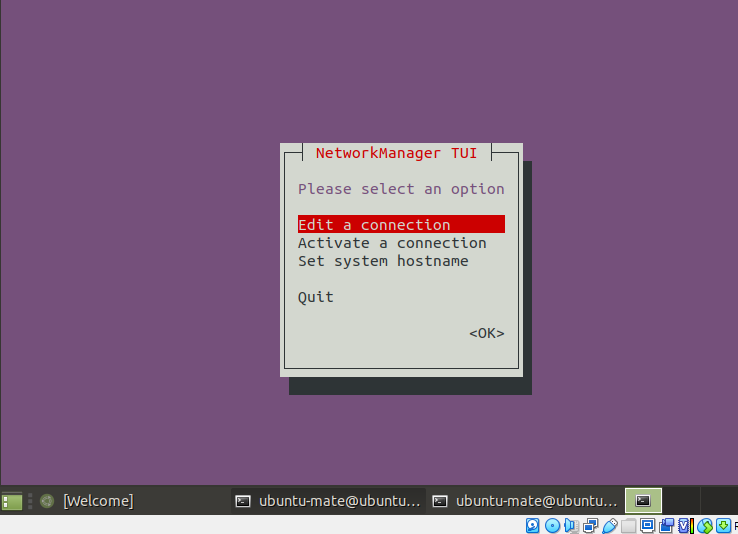 NetworkManager TUI
Please select an option
Edit a connection
Activate a connection
Set system hostname
Quit
<OK>
[Welcome]
ubuntu-mate@ubuntu...
ubuntu-mate@ubuntu...